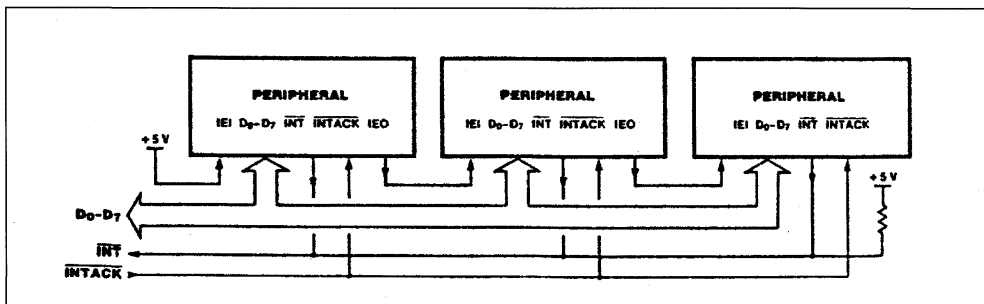 PERIPHERAL PERIPHERAL PERIPHERAL
IEI D0-D7 INT INTACK IEO IEI D0-D7 INT INTACK IEO IEI D0-D7 INT INTACK
+5V
+5V
D0-D7
INT
INTACK